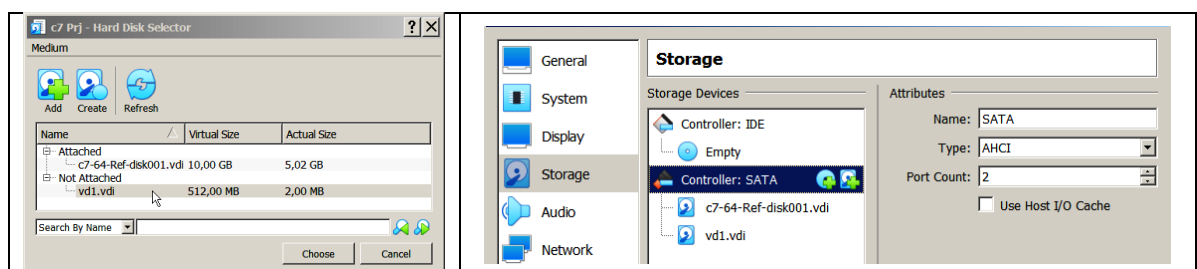 c7 Prj - Hard Disk Selector
Medium
Add Create Refresh
Name Virtual Size Actual Size
Attached
c7-64-Ref-disk001.vdi 10,00 GB 5,02 GB
Not Attached
vd1.vdi 512,00 MB 2,00 MB
Search By Name
Choose Cancel
General
System
Display
Storage
Audio
Network
Storage
Storage Devices
Controller: IDE
Empty
Controller: SATA
c7-64-Ref-disk001.vdi
vd1.vdi
Attributes
Name: SATA
Type: AHCI
Port Count: 2
Use Host I/O Cache